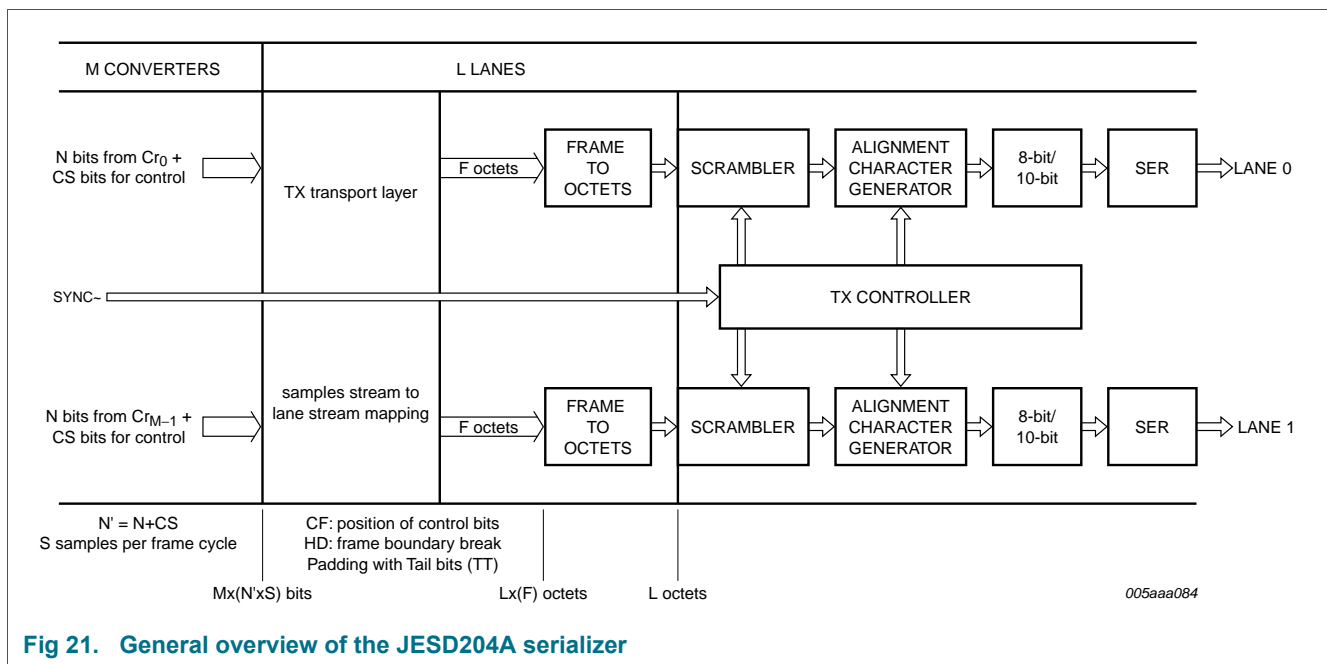 M CONVERTERS
L LANES
N bits from Cr0 +
CS bits for control
TX transport layer
F octets
FRAME
TO
OCTETS
SCRAMBLER
ALIGNMENT
CHARACTER
GENERATOR
8-bit/
10-bit
SER
LANE 0
SYNC~
TX CONTROLLER
N bits from CrM–1 +
CS bits for control
samples stream to
lane stream mapping
F octets
FRAME
TO
OCTETS
SCRAMBLER
ALIGNMENT
CHARACTER
GENERATOR
8-bit/
10-bit
SER
LANE 1
N' = N+CS
S samples per frame cycle
CF: position of control bits
HD: frame boundary break
Padding with Tail bits (TT)
Mx(N'xS) bits
Lx(F) octets
L octets
005aaa084
Fig 21. General overview of the JESD204A serializer